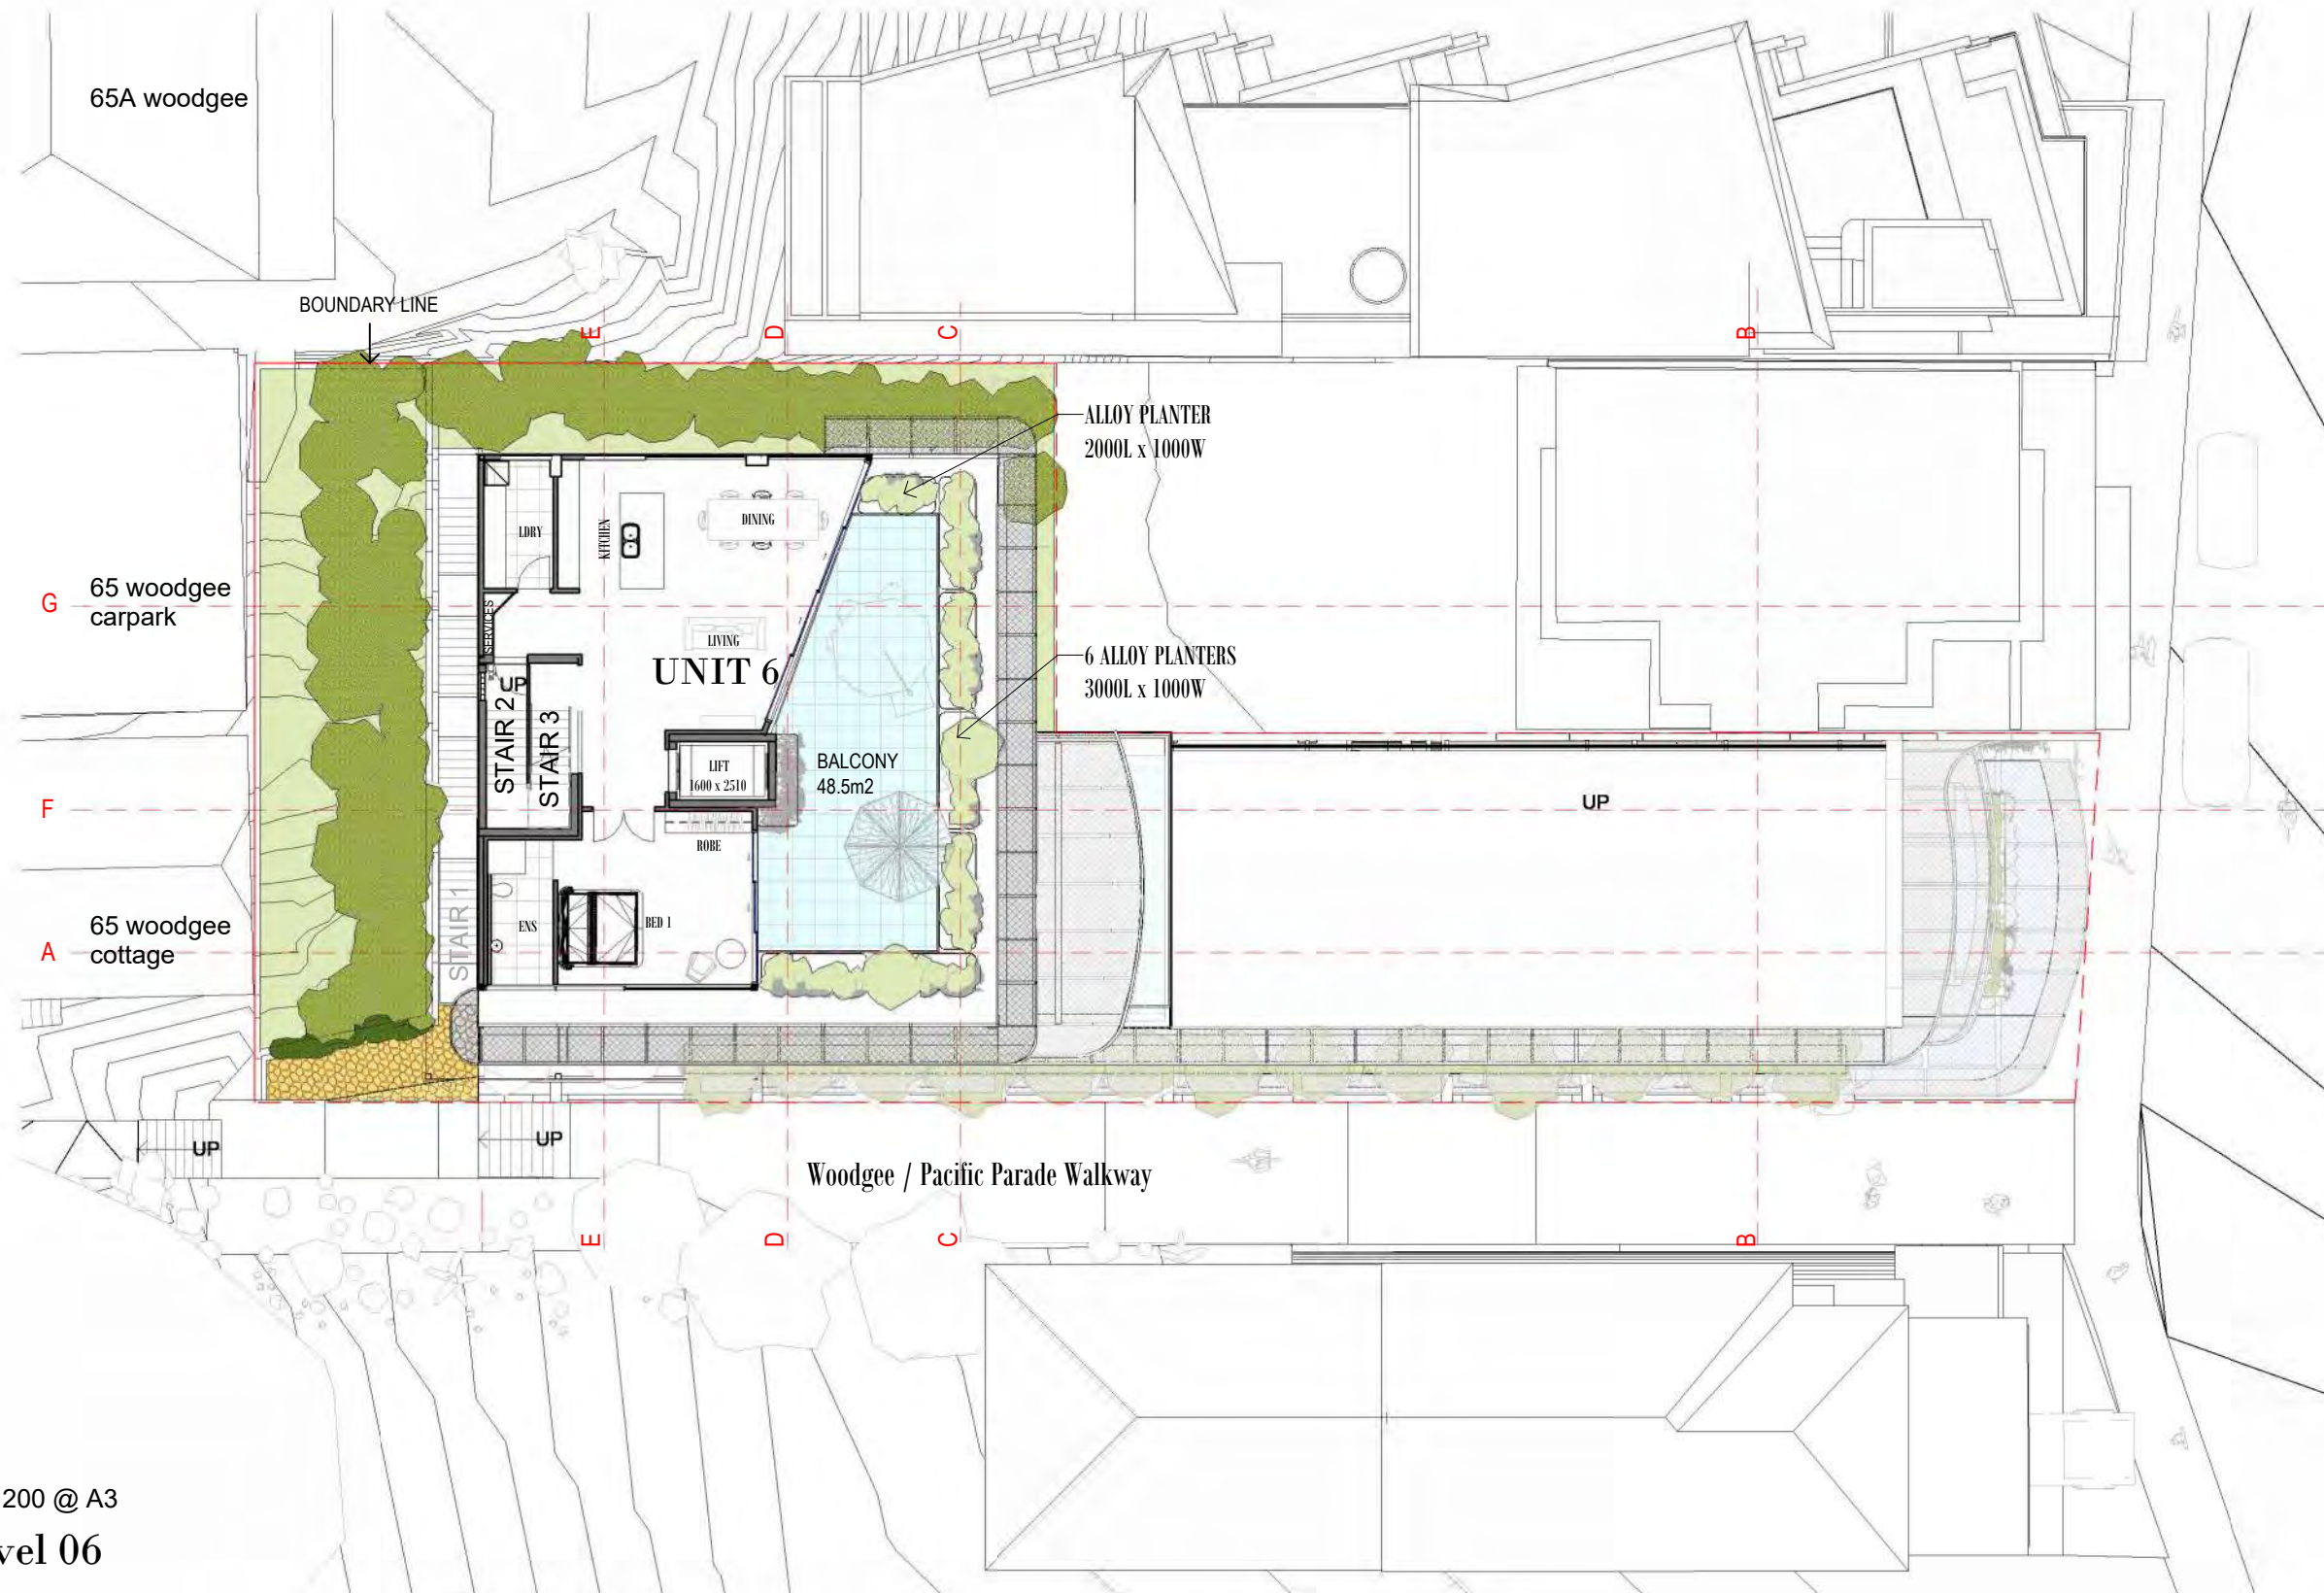 65A woodgee
BOUNDARY LINE
E
D
C
B
ALLOY PLANTER
2000L x 1000W
DINING
LDRY
KITCHEN
G
65 woodgee
carpark
SERVICES
LIVING
UNIT 6
6 ALLOY PLANTERS
3000L x 1000W
UP
STAIR 2
STAIR 3
LIFT
1600 x 2510
BALCONY
48.5m2
UP
F
ROBE
65 woodgee
cottage
A
STAIR 1
ENS
BED 1
UP
UP
Woodgee / Pacific Parade Walkway
E
D
C
B
200 @ A3
vel 06